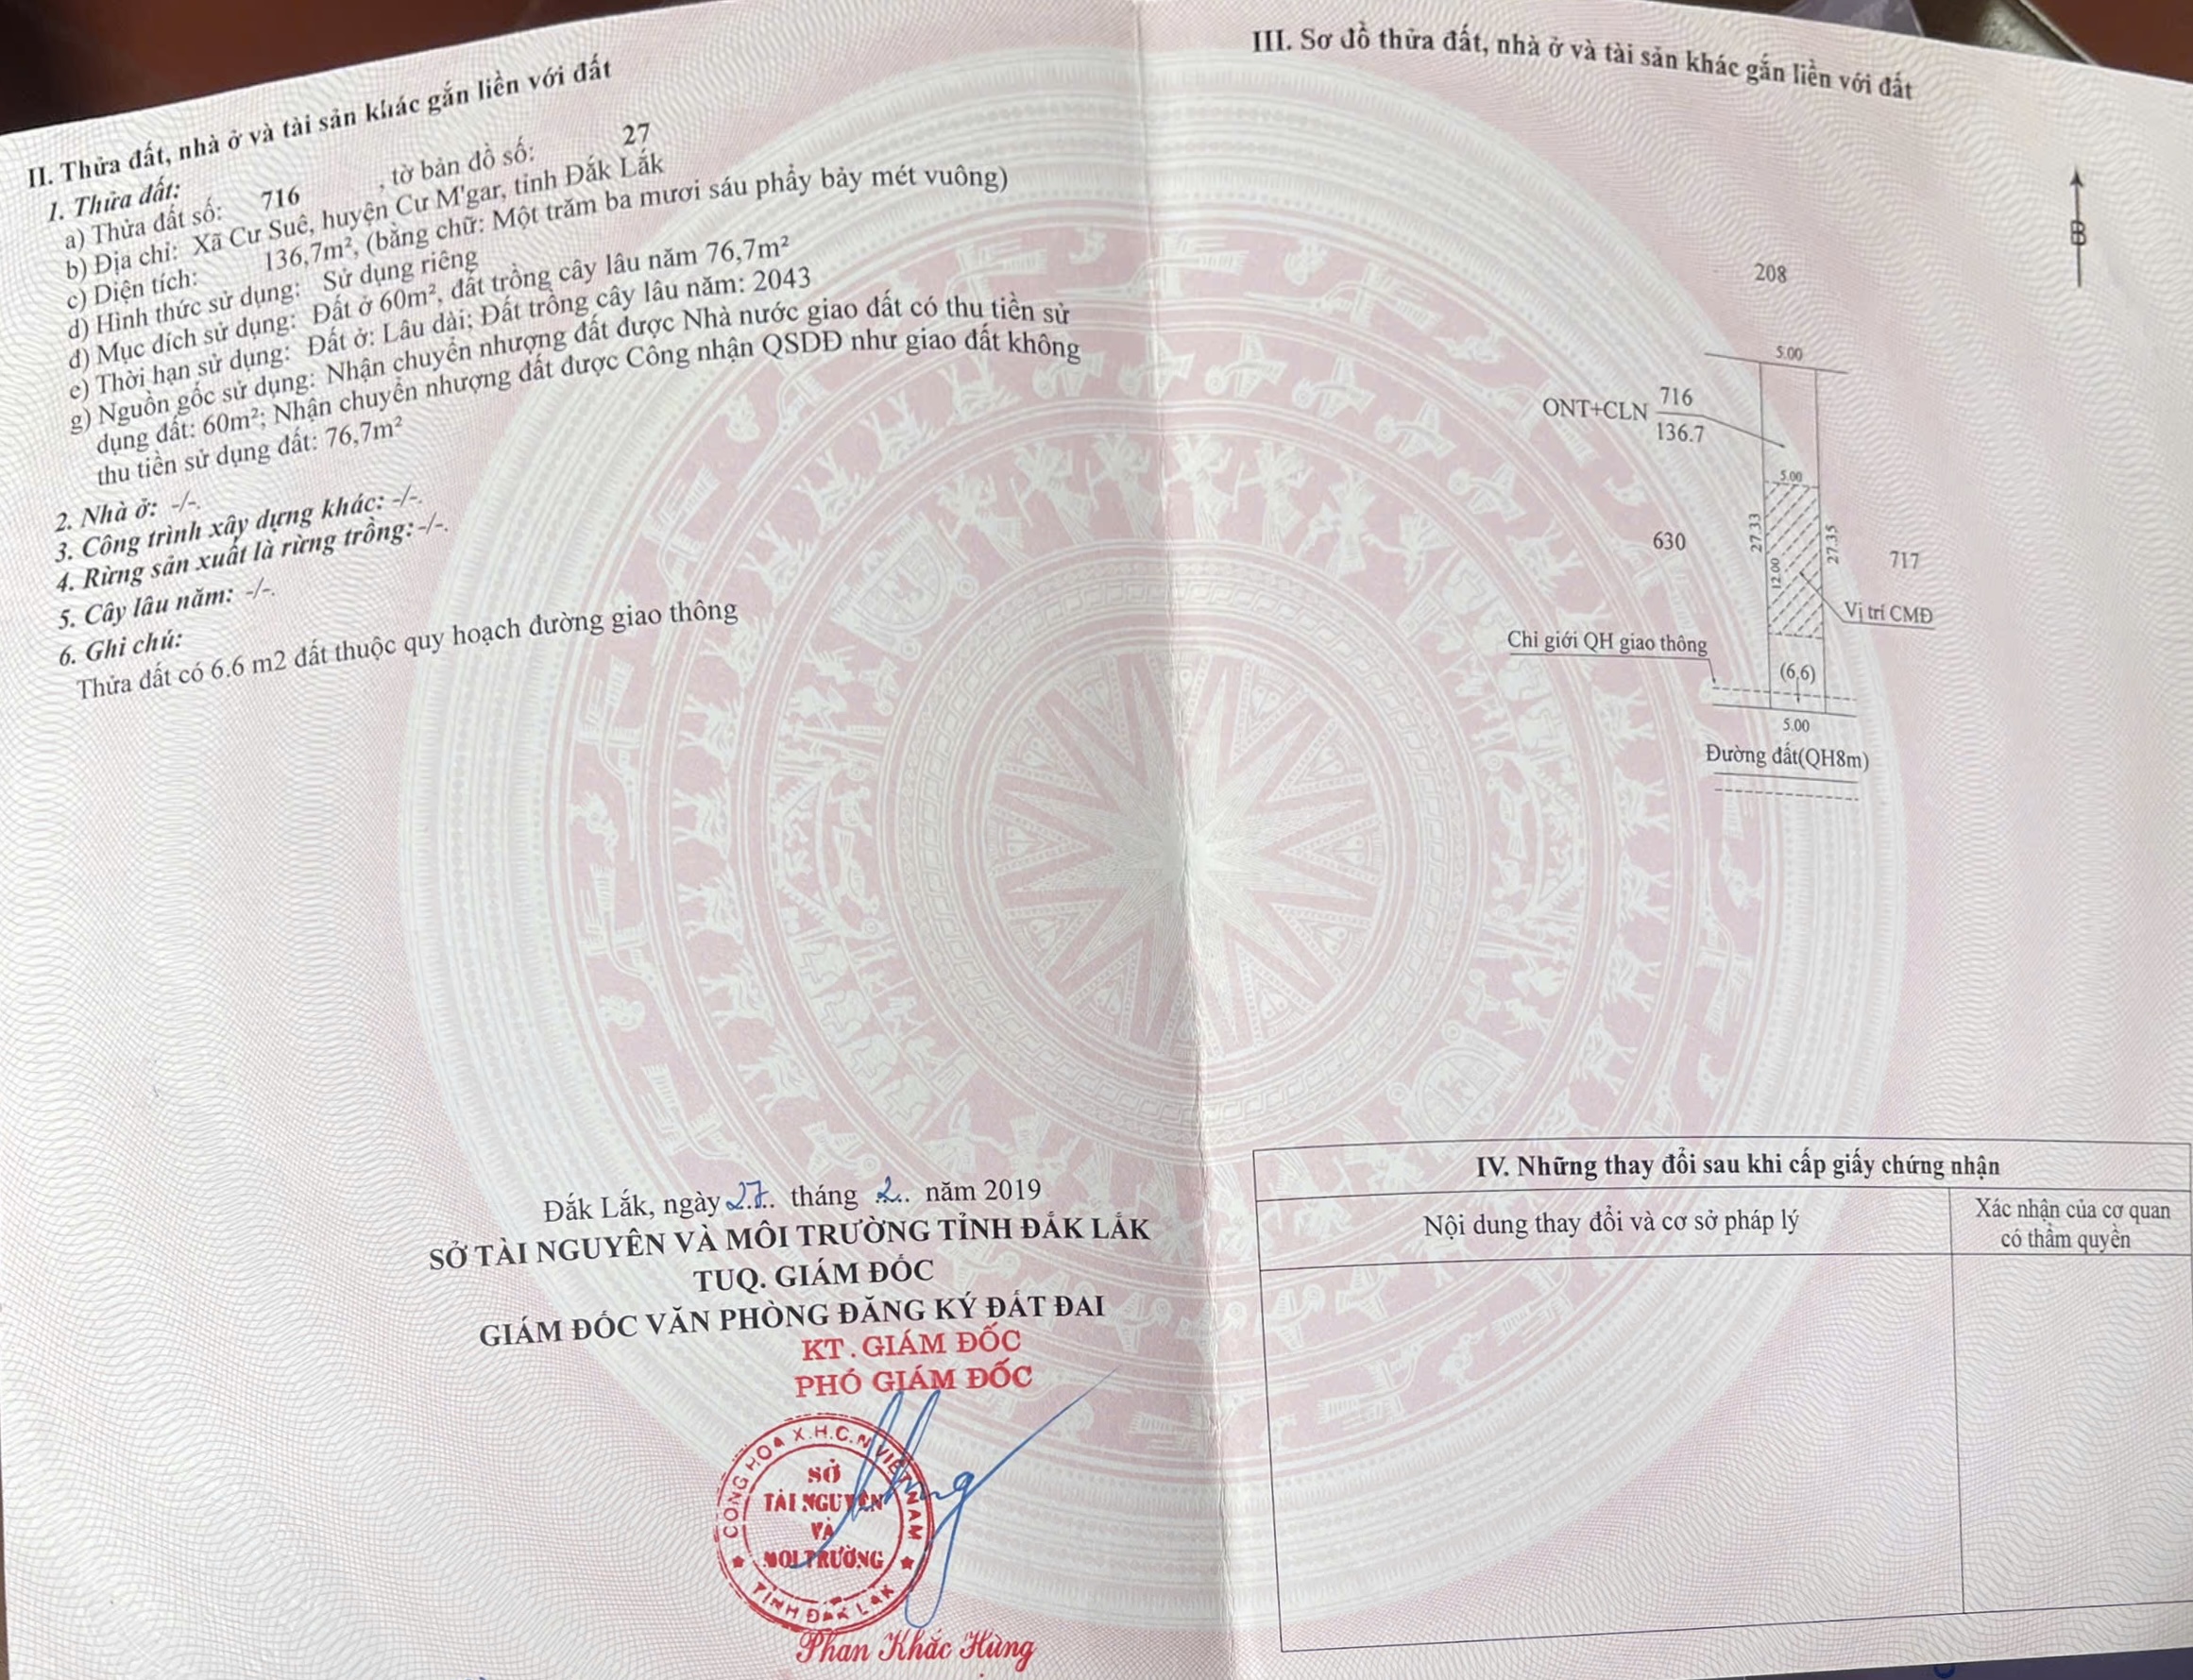 II. Thửa đất, nhà ở và tài sản khác gắn liền với đất
1. Thửa đất:
a) Thửa đất số: 716 , tờ bản đồ số: 27
b) Địa chỉ: Xã Cư Suê, huyện Cư M'gar, tỉnh Đắk Lắk
c) Diện tích: 136,7m², (bằng chữ: Một trăm ba mươi sáu phẩy bảy mét vuông)
d) Hình thức sử dụng: Sử dụng riêng
đ) Mục đích sử dụng: Đất ở 60m², đất trồng cây lâu năm 76,7m²
e) Thời hạn sử dụng: Đất ở: Lâu dài; Đất trồng cây lâu năm: 2043
g) Nguồn gốc sử dụng: Nhận chuyển nhượng đất được Nhà nước giao đất có thu tiền sử
dụng đất: 60m²; Nhận chuyển nhượng đất được Công nhận QSDĐ như giao đất không
thu tiền sử dụng đất: 76,7m²
2. Nhà ở: -/-.
3. Công trình xây dựng khác: -/-.
4. Rừng sản xuất là rừng trồng: -/-.
5. Cây lâu năm: -/-.
6. Ghi chú:
Thửa đất có 6.6 m2 đất thuộc quy hoạch đường giao thông
Đắk Lắk, ngày 27 tháng 2 năm 2019
SỞ TÀI NGUYÊN VÀ MÔI TRƯỜNG TỈNH ĐẮK LẮK
TUQ. GIÁM ĐỐC
GIÁM ĐỐC VĂN PHÒNG ĐĂNG KÝ ĐẤT ĐAI
KT. GIÁM ĐỐC
PHÓ GIÁM ĐỐC
CỘNG HÒA X.H.C.N VIỆT NAM
SỞ
TÀI NGUYÊN
VÀ
MÔI TRƯỜNG
TỈNH ĐẮK LẮK
Phan Khắc Hùng
III. Sơ đồ thửa đất, nhà ở và tài sản khác gắn liền với đất
B
208
5.00
ONT+CLN 716
136.7
5.00
27.33
27.35
12.00
630
717
Vị trí CMĐ
Chỉ giới QH giao thông
(6,6)
5.00
Đường đất(QH8m)
IV. Những thay đổi sau khi cấp giấy chứng nhận
Nội dung thay đổi và cơ sở pháp lý
Xác nhận của cơ quan
có thẩm quyền